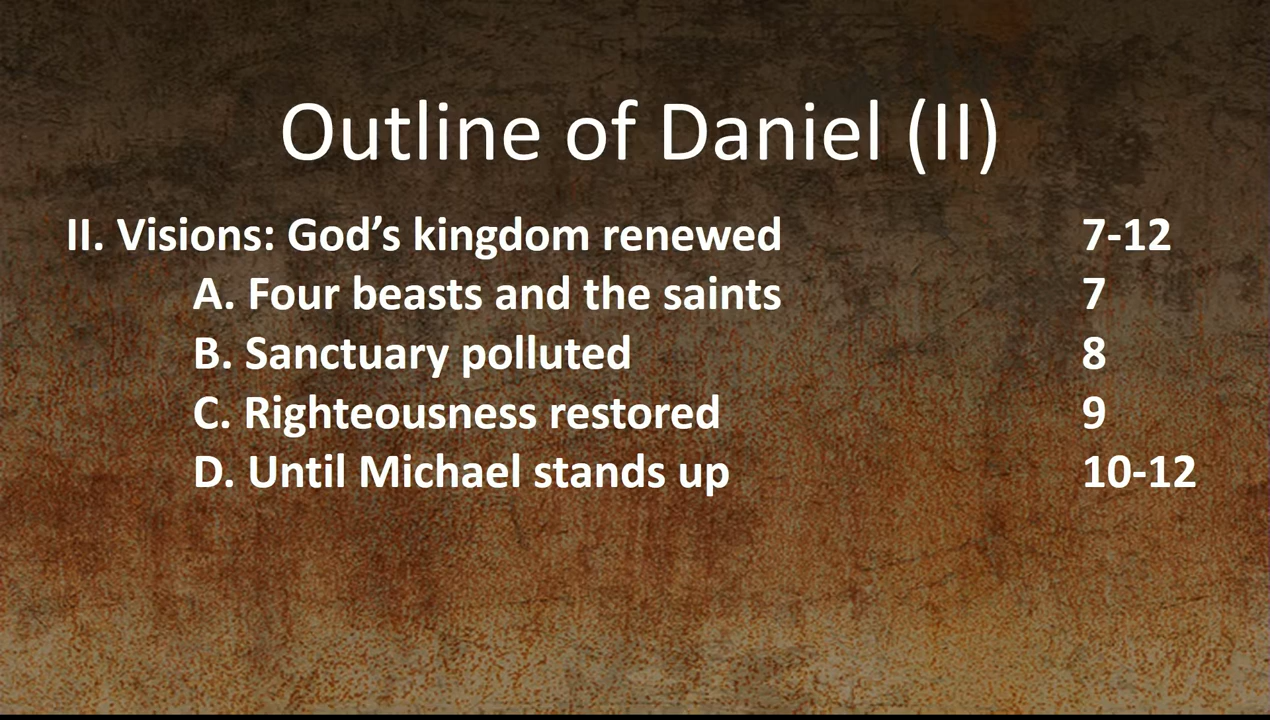 Outline of Daniel (II)
II. Visions: God’s kingdom renewed 7-12
A. Four beasts and the saints 7
B. Sanctuary polluted 8
C. Righteousness restored 9
D. Until Michael stands up 10-12